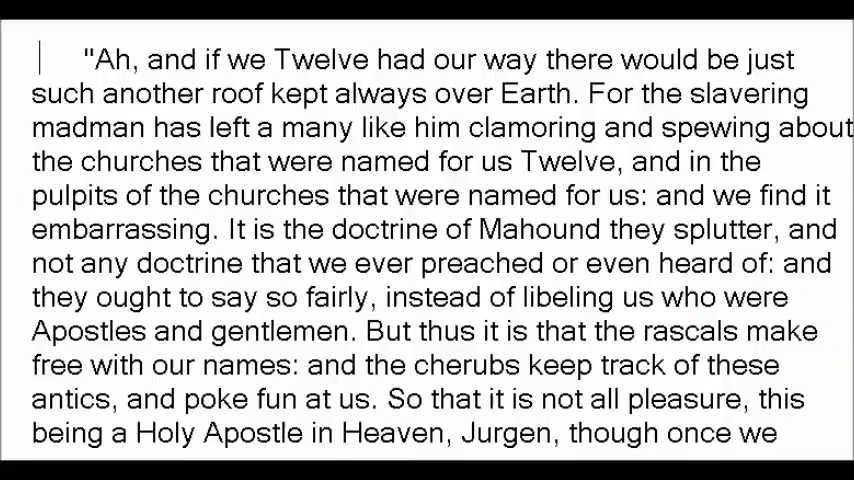 "Ah, and if we Twelve had our way there would be just
such another roof kept always over Earth. For the slavering
madman has left a many like him clamoring and spewing about
the churches that were named for us Twelve, and in the
pulpits of the churches that were named for us: and we find it
embarrassing. It is the doctrine of Mahound they splutter, and
not any doctrine that we ever preached or even heard of: and
they ought to say so fairly, instead of libeling us who were
Apostles and gentlemen. But thus it is that the rascals make
free with our names: and the cherubs keep track of these
antics, and poke fun at us. So that it is not all pleasure, this
being a Holy Apostle in Heaven, Jurgen, though once we